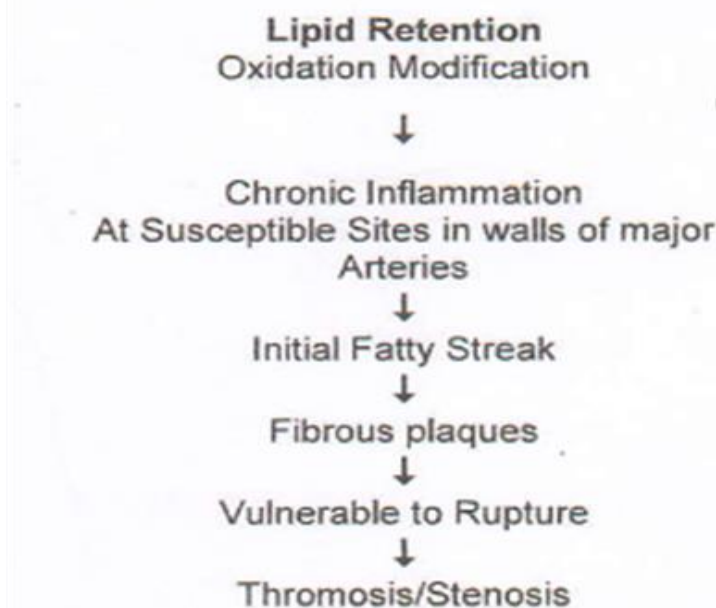 Lipid Retention
Oxidation Modification
↓
Chronic Inflammation
At Susceptible Sites in walls of major
Arteries
↓
Initial Fatty Streak
↓
Fibrous plaques
↓
Vulnerable to Rupture
↓
Thromosis/Stenosis